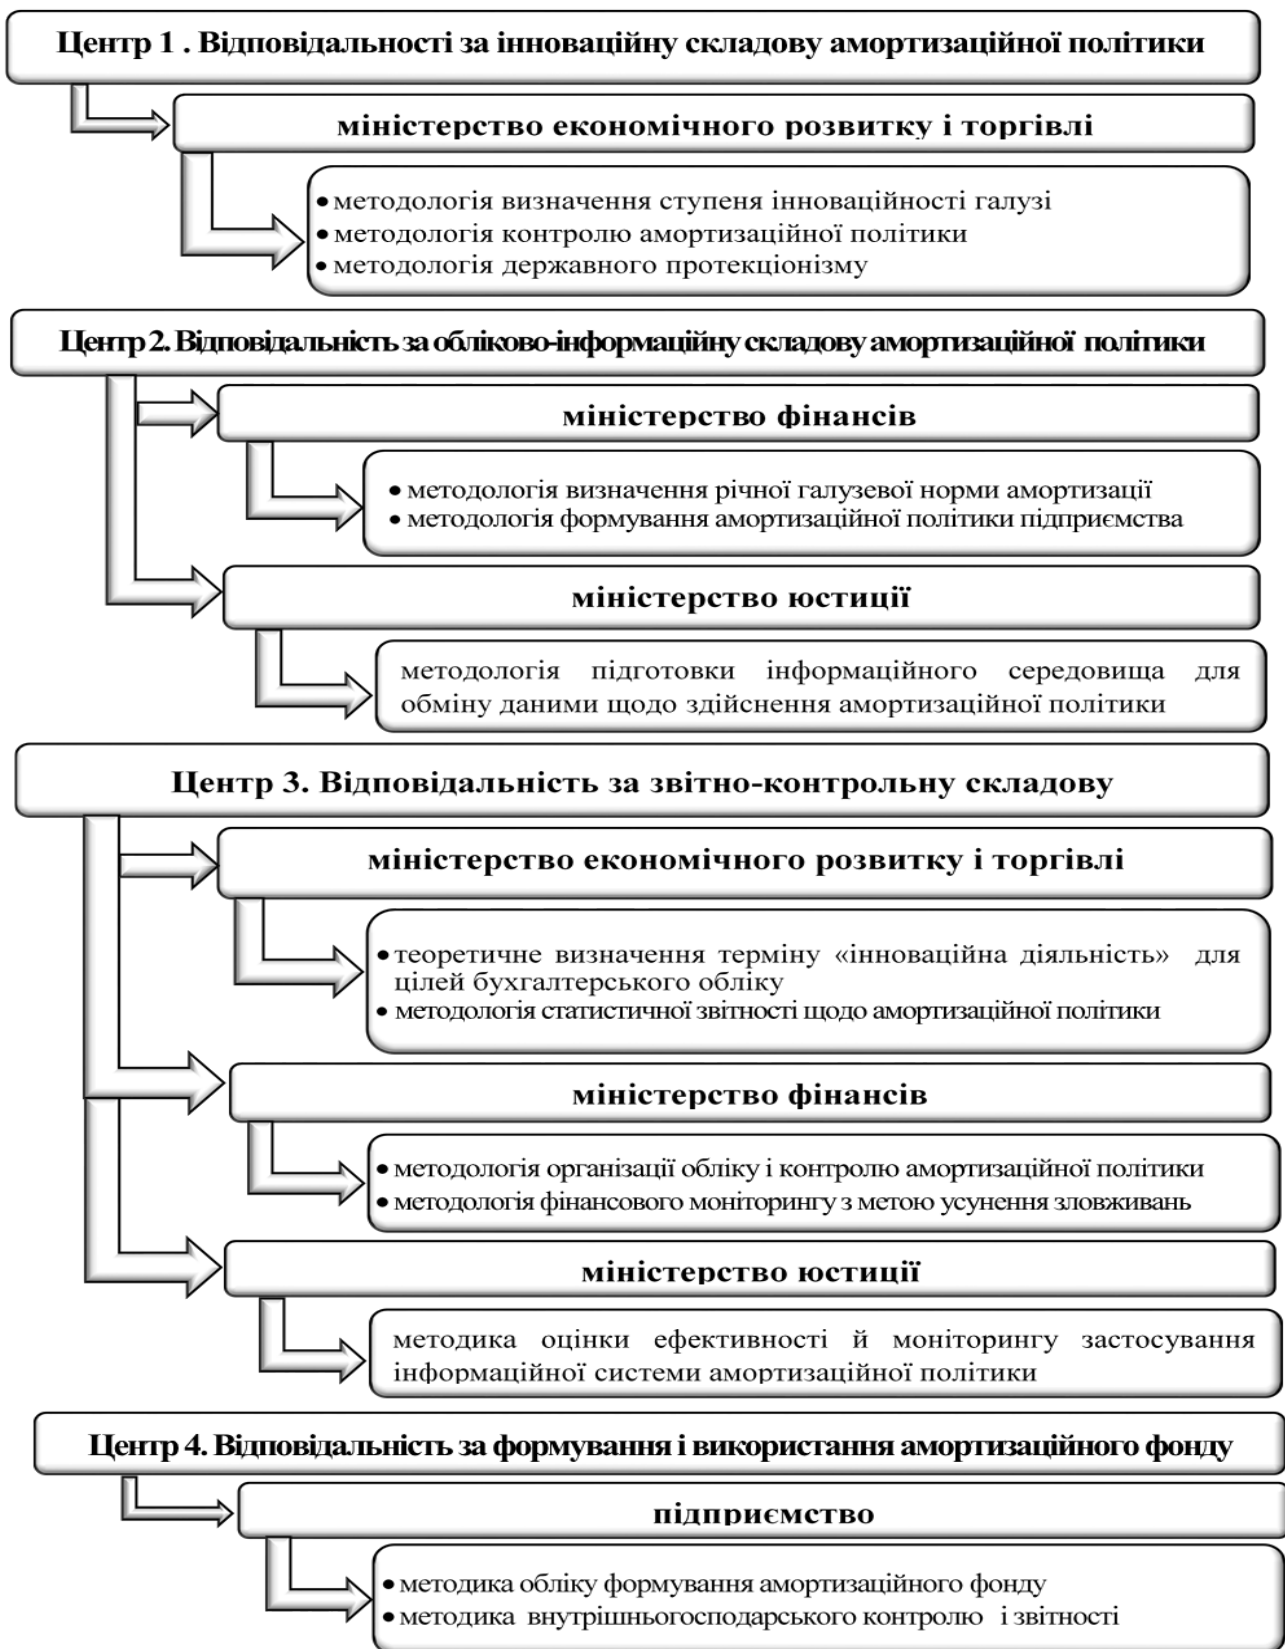 Центр 1 . Відповідальності за інноваційну складову амортизаційної політики
міністерство економічного розвитку і торгівлі
• методологія визначення ступеня інноваційності галузі
• методологія контролю амортизаційної політики
• методологія державного протекціонізму
Центр 2. Відповідальність за обліково-інформаційну складову амортизаційної політики
міністерство фінансів
• методологія визначення річної галузевої норми амортизації
• методологія формування амортизаційної політики підприємства
міністерство юстиції
методологія підготовки інформаційного середовища для
обміну даними щодо здійснення амортизаційної політики
Центр 3. Відповідальність за звітно-контрольну складову
міністерство економічного розвитку і торгівлі
• теоретичне визначення терміну «інноваційна діяльність» для
цілей бухгалтерського обліку
• методологія статистичної звітності щодо амортизаційної політики
міністерство фінансів
• методологія організації обліку і контролю амортизаційної політики
• методологія фінансового моніторингу з метою усунення зловживань
міністерство юстиції
методика оцінки ефективності й моніторингу застосування
інформаційної системи амортизаційної політики
Центр 4. Відповідальність за формування і використання амортизаційного фонду
підприємство
• методика обліку формування амортизаційного фонду
• методика внутрішньогосподарського контролю і звітності